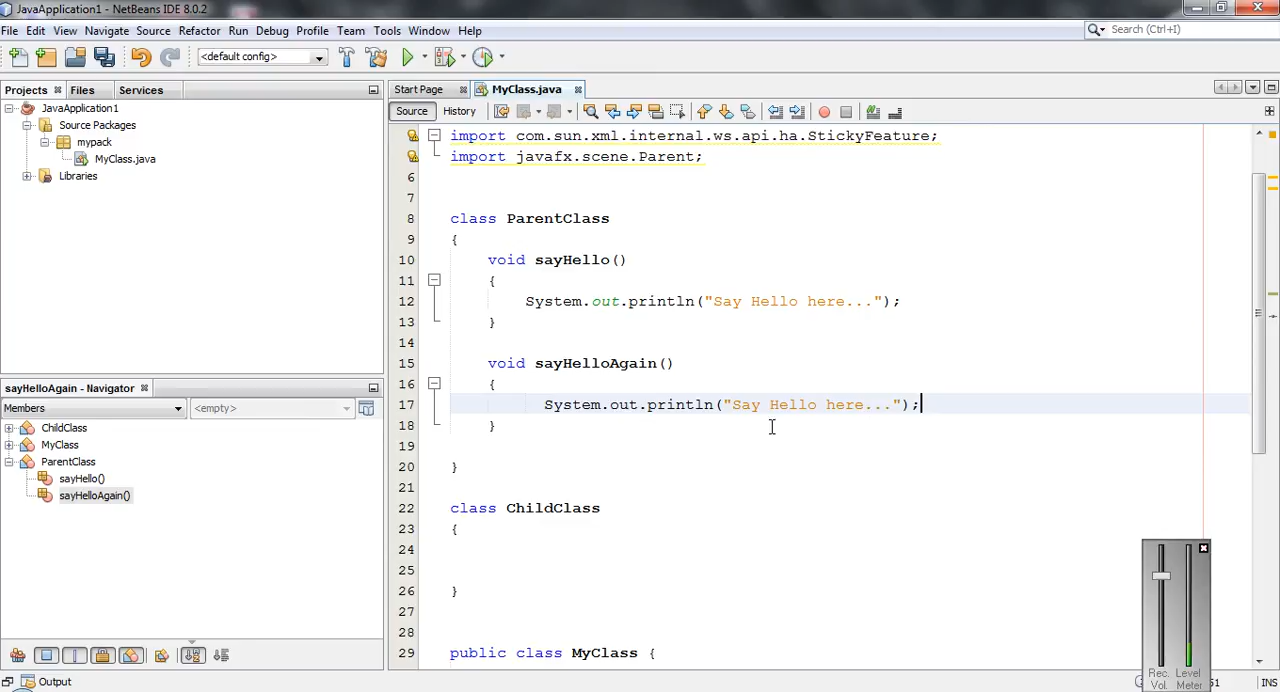 JavaApplication1 - NetBeans IDE 8.0.2
File Edit View Navigate Source Refactor Run Debug Profile Team Tools Window Help
Search (Ctrl+I)
<default config>
Projects Files Services
Start Page MyClass.java
Source History
JavaApplication1
Source Packages
mypack
MyClass.java
Libraries
import com.sun.xml.internal.ws.api.ha.StickyFeature;
import javafx.scene.Parent;
6
7
8 class ParentClass
9 {
10 void sayHello()
11 {
12 System.out.println("Say Hello here...");
13 }
14
15 void sayHelloAgain()
16 {
17 System.out.println("Say Hello here...");
18 }
19
20 }
21
22 class ChildClass
23 {
24
25
26 }
27
28
29 public class MyClass {
sayHelloAgain - Navigator
Members <empty>
ChildClass
MyClass
ParentClass
sayHello()
sayHelloAgain()
Rec. Level
Vol. Meter
Output
51 INS